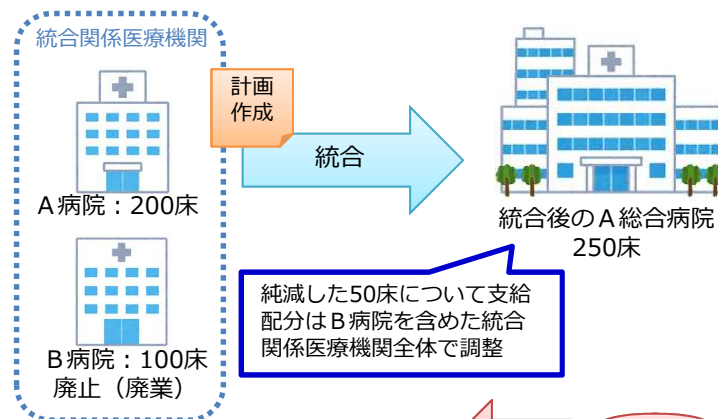 統合関係医療機関
計画
作成
統合
A病院：200床
B病院：100床
廃止（廃業）
統合後のA総合病院
250床
純減した50床について支給
配分はB病院を含めた統合
関係医療機関全体で調整